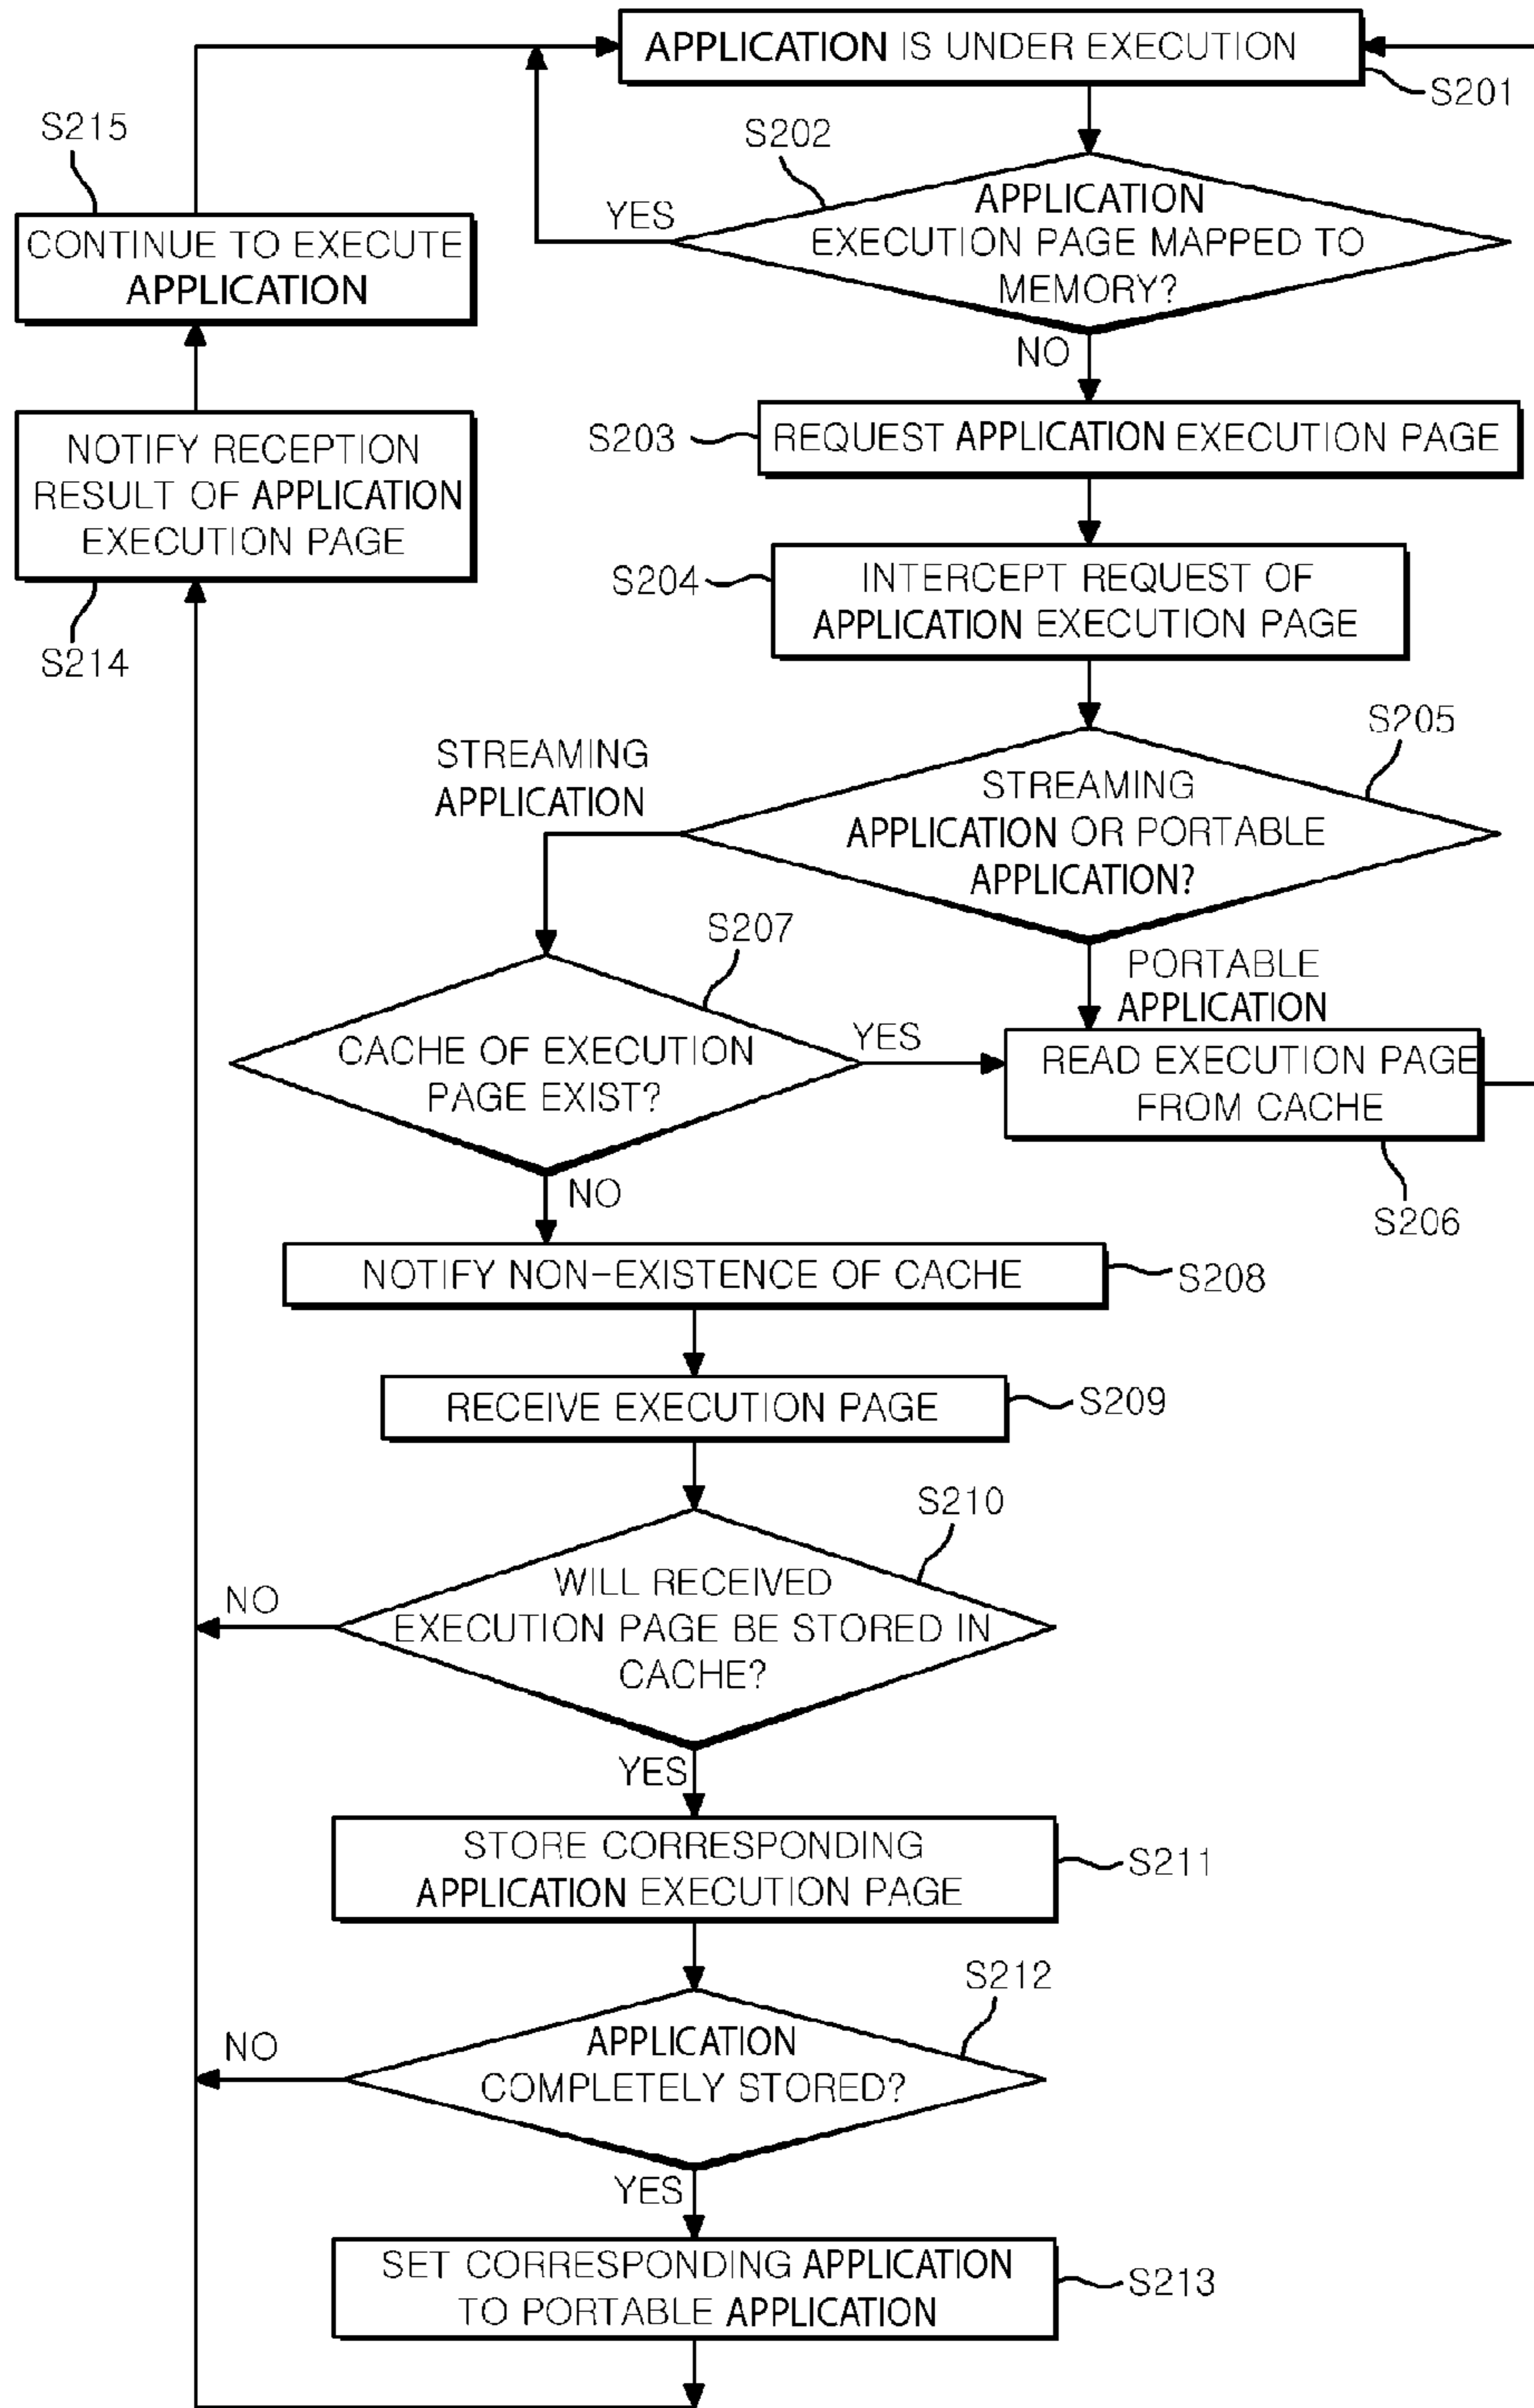 APPLICATION IS UNDER EXECUTION
S201
S215
S202
APPLICATION
EXECUTION PAGE MAPPED TO
MEMORY?
YES
CONTINUE TO EXECUTE
APPLICATION
NO
S203
REQUEST APPLICATION EXECUTION PAGE
NOTIFY RECEPTION
RESULT OF APPLICATION
EXECUTION PAGE
S214
S204
INTERCEPT REQUEST OF
APPLICATION EXECUTION PAGE
S205
STREAMING
APPLICATION
STREAMING
APPLICATION OR PORTABLE
APPLICATION?
S207
PORTABLE
APPLICATION
CACHE OF EXECUTION
PAGE EXIST?
YES
READ EXECUTION PAGE
FROM CACHE
S206
NO
NOTIFY NON-EXISTENCE OF CACHE
S208
RECEIVE EXECUTION PAGE
S209
S210
WILL RECEIVED
EXECUTION PAGE BE STORED IN
CACHE?
NO
YES
STORE CORRESPONDING
APPLICATION EXECUTION PAGE
S211
S212
APPLICATION
COMPLETELY STORED?
NO
YES
SET CORRESPONDING APPLICATION
TO PORTABLE APPLICATION
S213